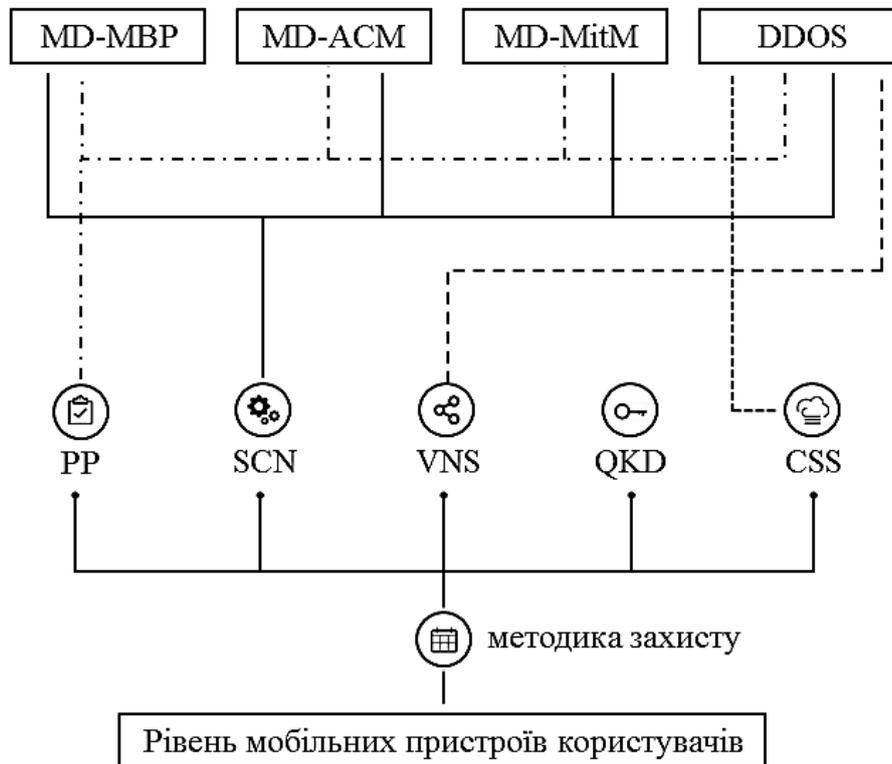 MD-MBP MD-ACM MD-MitM DDOS
PP SCN VNS QKD CSS
методика захисту
Рівень мобільних пристроїв користувачів